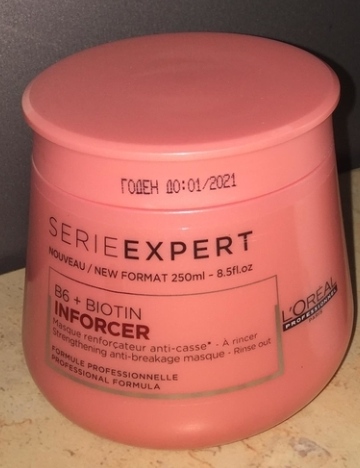 ГОДЕН ДО:01/2021
SERIEEXPERT
NOUVEAU / NEW FORMAT 250ml - 8.5fl.oz
B6 + BIOTIN
INFORCER
Masque renforçateur anti-casse* - À rincer
Strengthening anti-breakage masque - Rinse out
FORMULE PROFESSIONNELLE
PROFESSIONAL FORMULA
L'ORÉAL
PROFESSIONNEL
PARIS